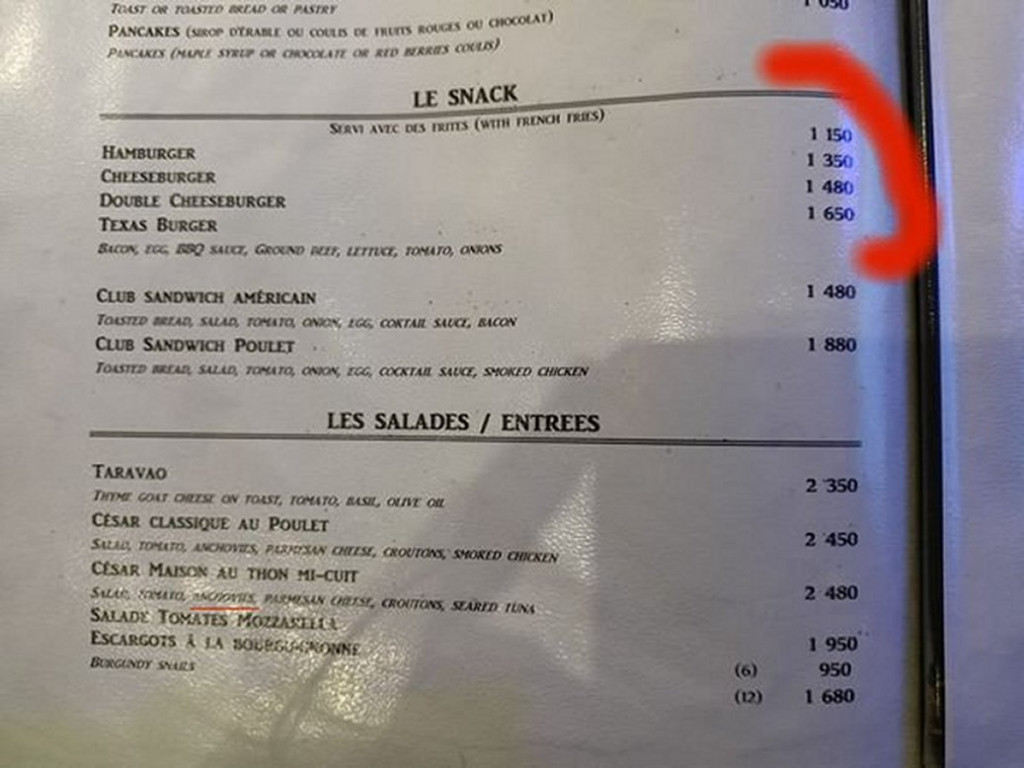 TOAST OR TOASTED BREAD OR PASTRY 1 050
PANCAKES (SIROP D'ÉRABLE OU COULIS DE FRUITS ROUGES OU CHOCOLAT)
PANCAKES (MAPLE SYRUP OR CHOCOLATE OR RED BERRIES COULIS)
LE SNACK
SERVI AVEC DES FRITES (WITH FRENCH FRIES)
HAMBURGER 1 150
CHEESEBURGER 1 350
DOUBLE CHEESEBURGER 1 480
TEXAS BURGER 1 650
BACON, EGG, BBQ SAUCE, GROUND BEEF, LETTUCE, TOMATO, ONIONS
CLUB SANDWICH AMÉRICAIN 1 480
TOASTED BREAD, SALAD, TOMATO, ONION, EGG, COKTAIL SAUCE, BACON
CLUB SANDWICH POULET 1 880
TOASTED BREAD, SALAD, TOMATO, ONION, EGG, COCKTAIL SAUCE, SMOKED CHICKEN
LES SALADES / ENTREES
TARAVAO 2 350
THYME GOAT CHEESE ON TOAST, TOMATO, BASIL, OLIVE OIL
CÉSAR CLASSIQUE AU POULET 2 450
SALAD, TOMATO, ANCHOVIES, PARMESAN CHEESE, CROUTONS, SMOKED CHICKEN
CÉSAR MAISON AU THON MI-CUIT 2 480
SALAD, TOMATO, ANCHOVIES, PARMESAN CHEESE, CROUTONS, SEARED TUNA
SALADE TOMATES MOZZARELLA 1 950
ESCARGOTS À LA BOURGUIGNONNE (6) 950
BURGUNDY SNAILS (12) 1 680